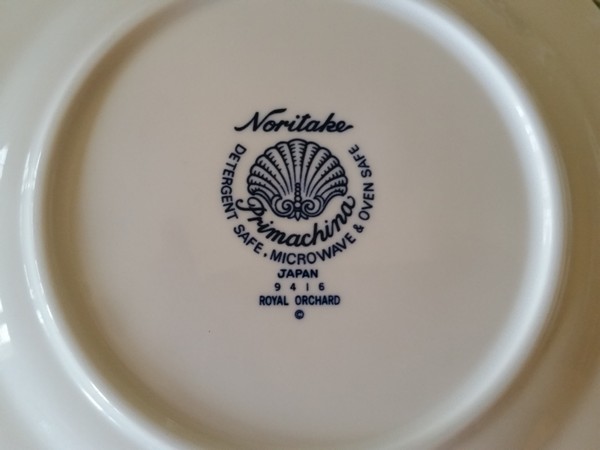 Noritake
Primachina
DETERGENT SAFE . MICROWAVE & OVEN SAFE
JAPAN
9416
ROYAL ORCHARD
©